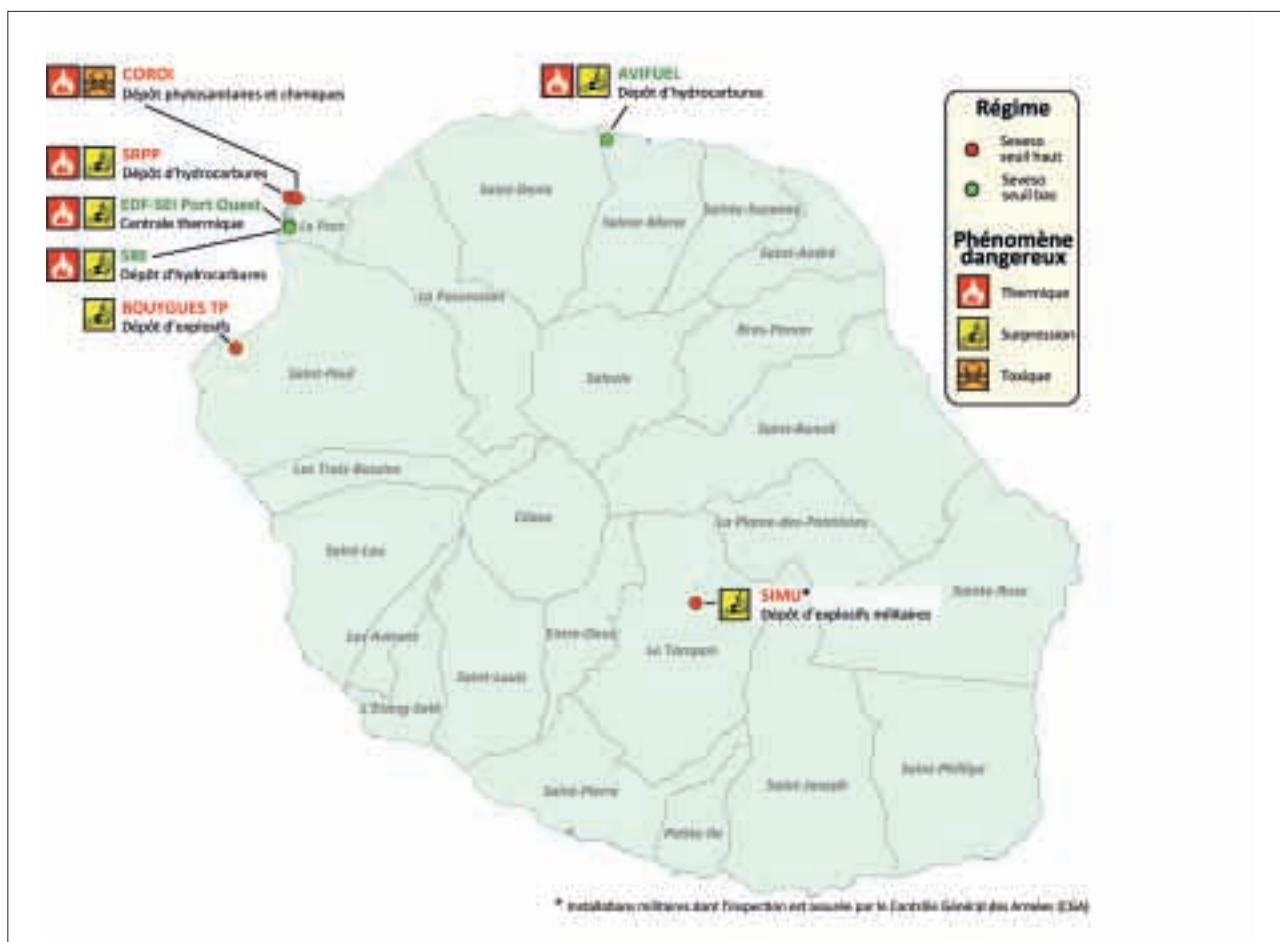 COROI
Dépôt phytosanitaires et chimiques
AVIFUEL
Dépôt d'hydrocarbures
SRPP
Dépôt d'hydrocarbures
EDF-SEI Port Ouest
Centrale thermique
SRE
Dépôt d'hydrocarbures
BOUYGUES TP
Dépôt d'explosifs
Régime
Seveso
seuil haut
Seveso
seuil bas
Phénomène
dangereux
Thermique
Surpression
Toxique
Saint-Denis
Sainte-Marie
Sainte-Suzanne
Saint-André
Le Port
La Possession
Bras-Panon
Saint-Paul
Salazie
Saint-Benoît
Les Trois-Bassins
Cilaos
La Plaine-des-Palmistes
Saint-Leu
SIMU*
Dépôt d'explosifs militaires
Sainte-Rose
Les Avirons
Entre-Deux
Le Tampon
Saint-Louis
L'Etang-Salé
Saint-Philippe
Saint-Pierre
Saint-Joseph
Petite-Ile
* Installations militaires dont l'inspection est assurée par le Contrôle Général des Armées (CGA)